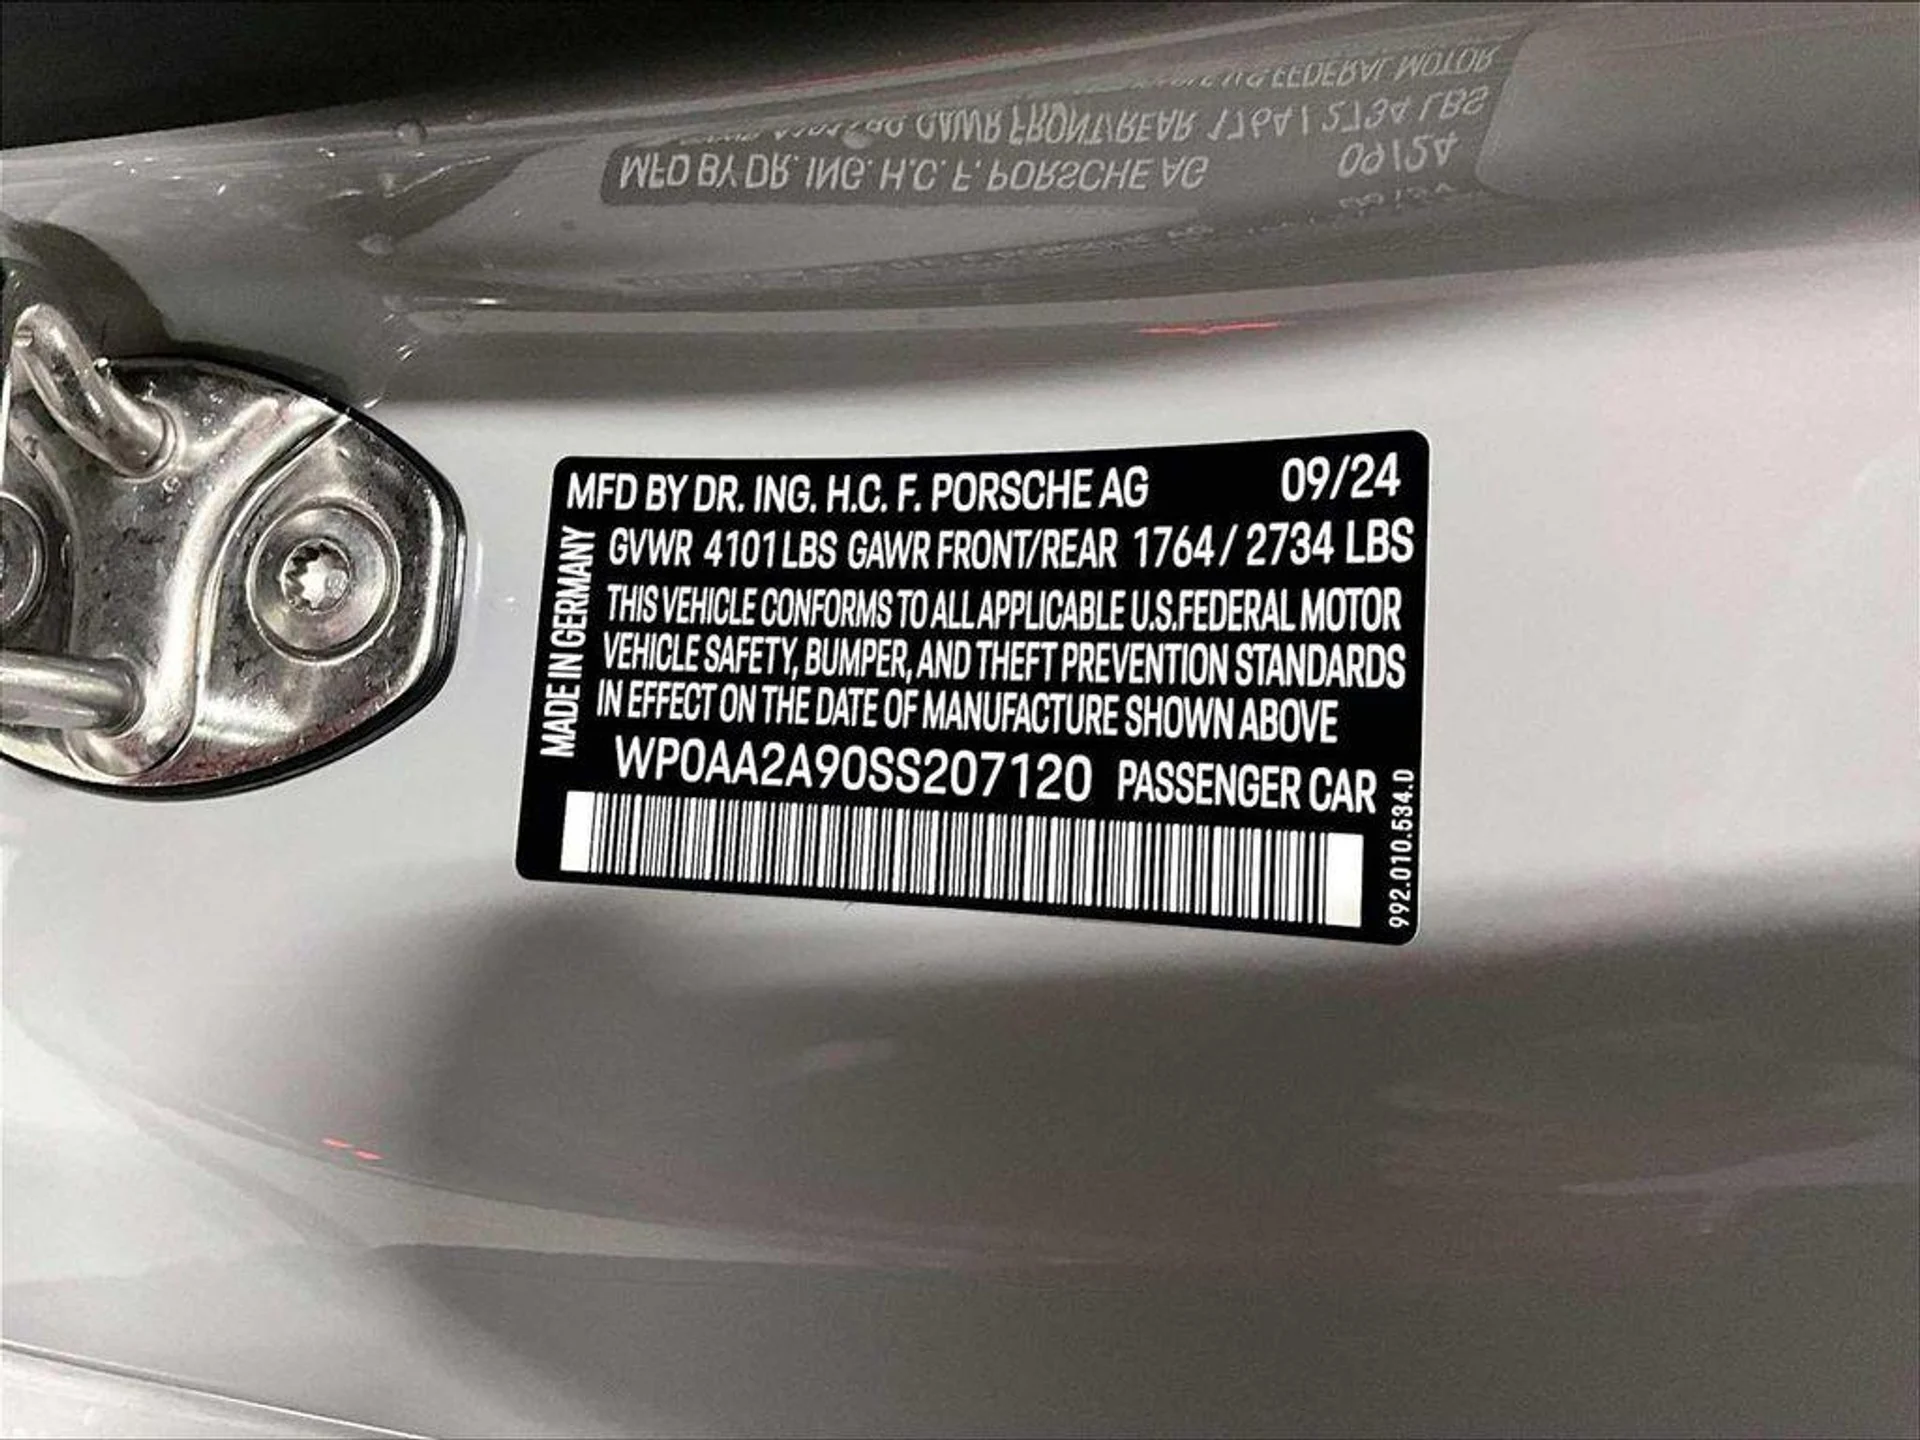 MFD BY DR. ING. H.C. F. PORSCHE AG 09/24
GVWR 4101 LBS GAWR FRONT/REAR 1764 / 2734 LBS
THIS VEHICLE CONFORMS TO ALL APPLICABLE U.S.FEDERAL MOTOR
VEHICLE SAFETY, BUMPER, AND THEFT PREVENTION STANDARDS
IN EFFECT ON THE DATE OF MANUFACTURE SHOWN ABOVE
WP0AA2A90SS207120 PASSENGER CAR
MADE IN GERMANY
992.010.534.0